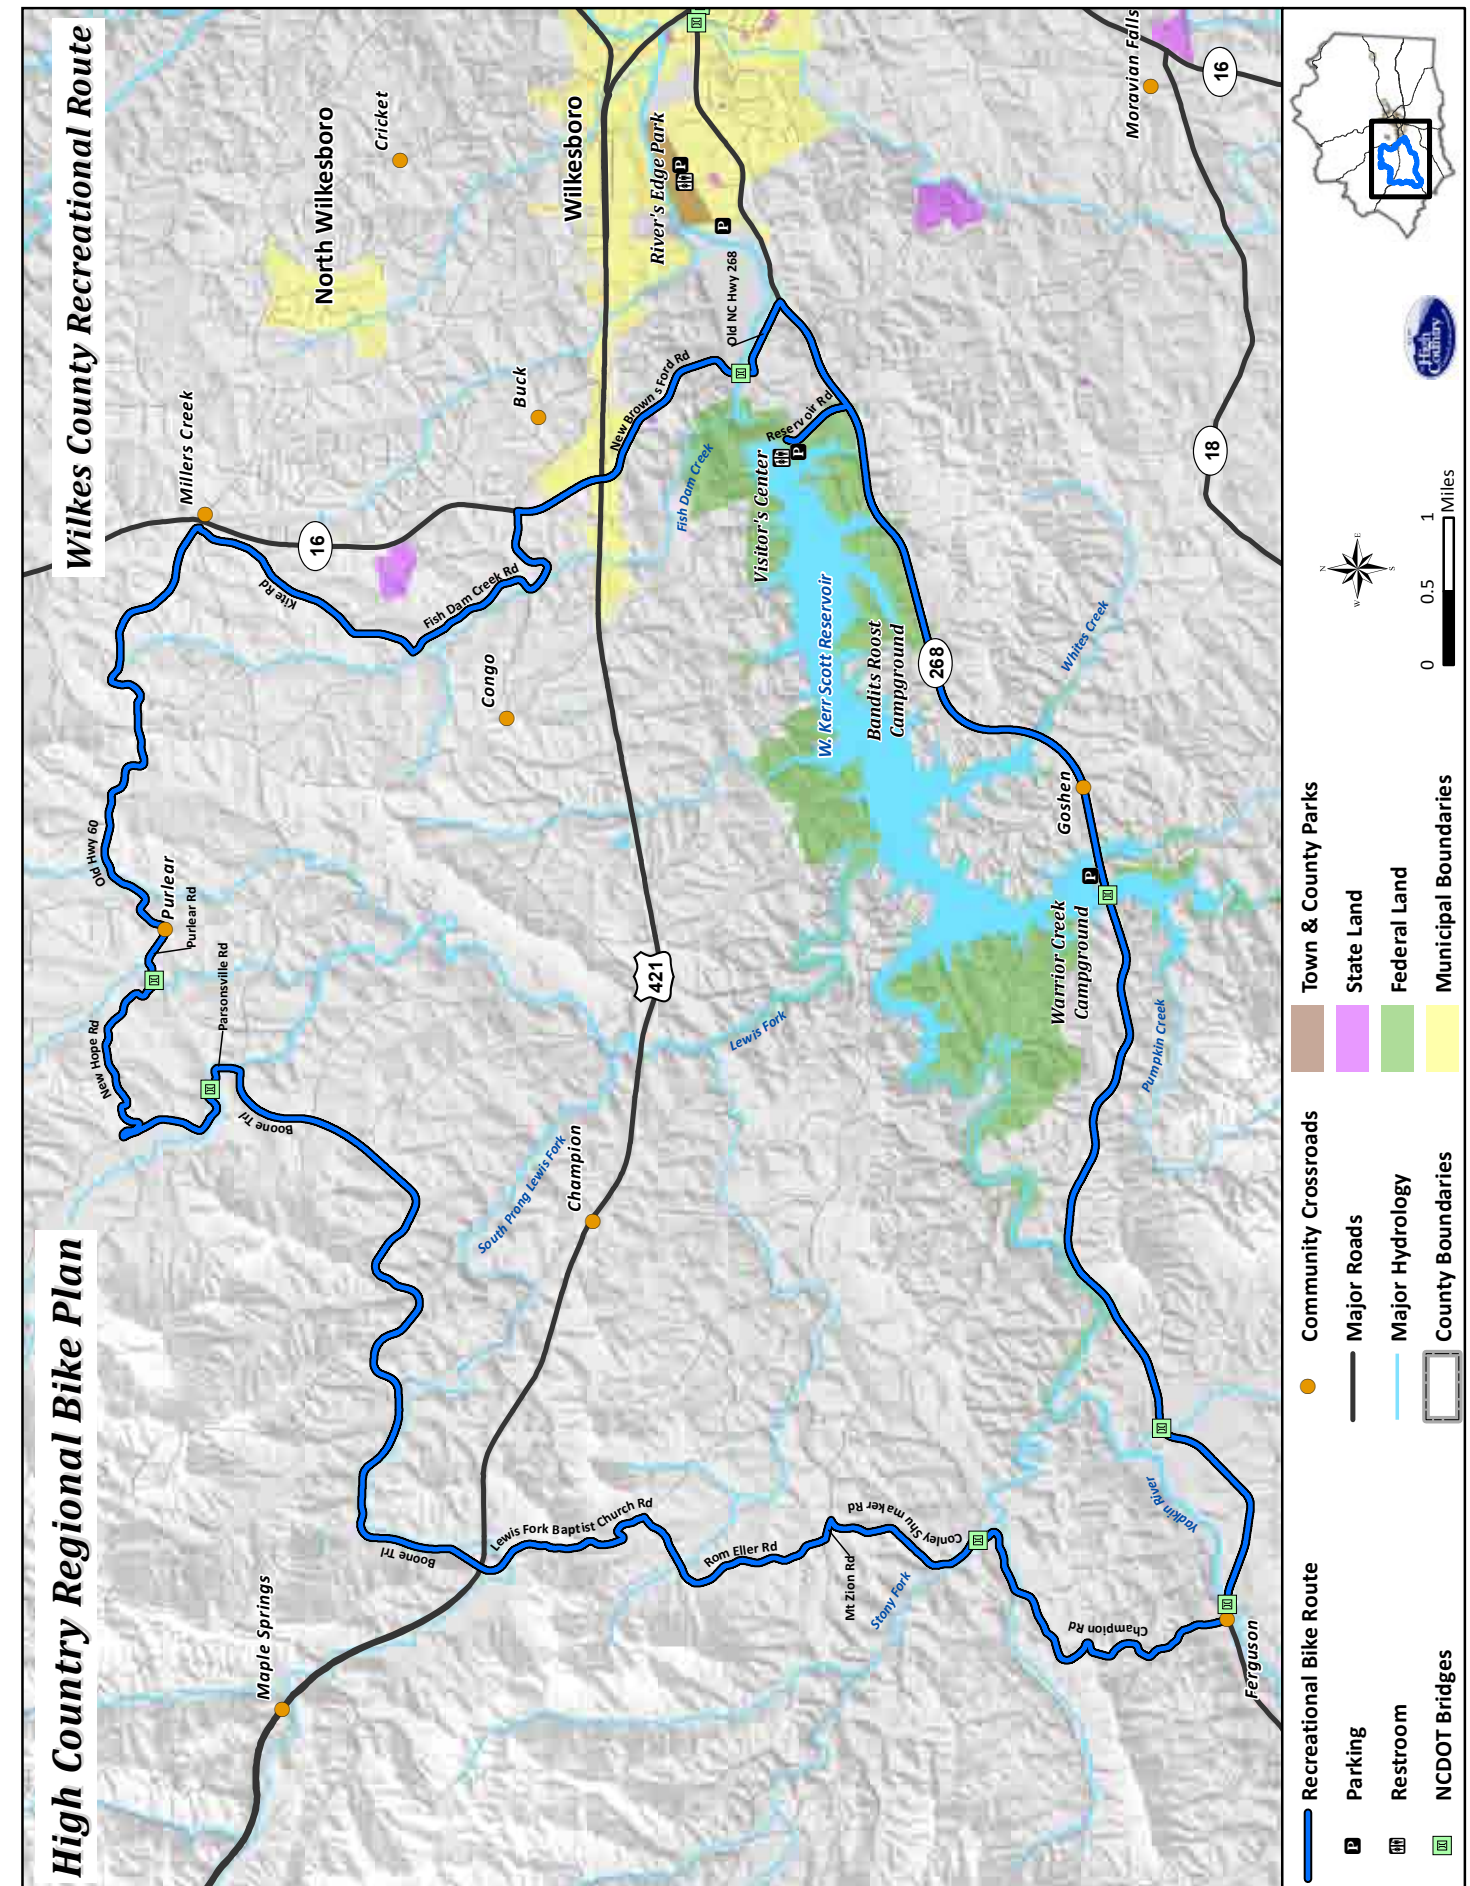 High Country Regional Bike Plan
Wilkes County Recreational Route
Maple Springs
Boone Trl
Boone Trl
Parsonsville Rd
New Hope Rd
Purlear Rd
Purlear
Old Hwy 60
Millers Creek
Kite Rd
16
Fish Dam Creek Rd
Congo
Buck
North Wilkesboro
Cricket
Wilkesboro
River's Edge Park
P
P
Old NC Hwy 268
New Brown's Ford Rd
Fish Dam Creek
Reservoir Rd
Visitor's Center
P
W. Kerr Scott Reservoir
Bandits Roost
Campground
268
Whites Creek
Goshen
P
Warrior Creek
Campground
Pumpkin Creek
Lewis Fork
421
South Prong Lewis Fork
Champion
Lewis Fork Baptist Church Rd
Rom Eller Rd
Mt Zion Rd
Conley Shumaker Rd
Stony Fork
Yadkin River
Champion Rd
Ferguson
Moravian Falls
16
18
Recreational Bike Route
P
Parking
Restroom
NCDOT Bridges
Community Crossroads
Major Roads
Major Hydrology
County Boundaries
Town & County Parks
State Land
Federal Land
Municipal Boundaries
N
E
S
W
0
0.5
1
Miles
High
Country